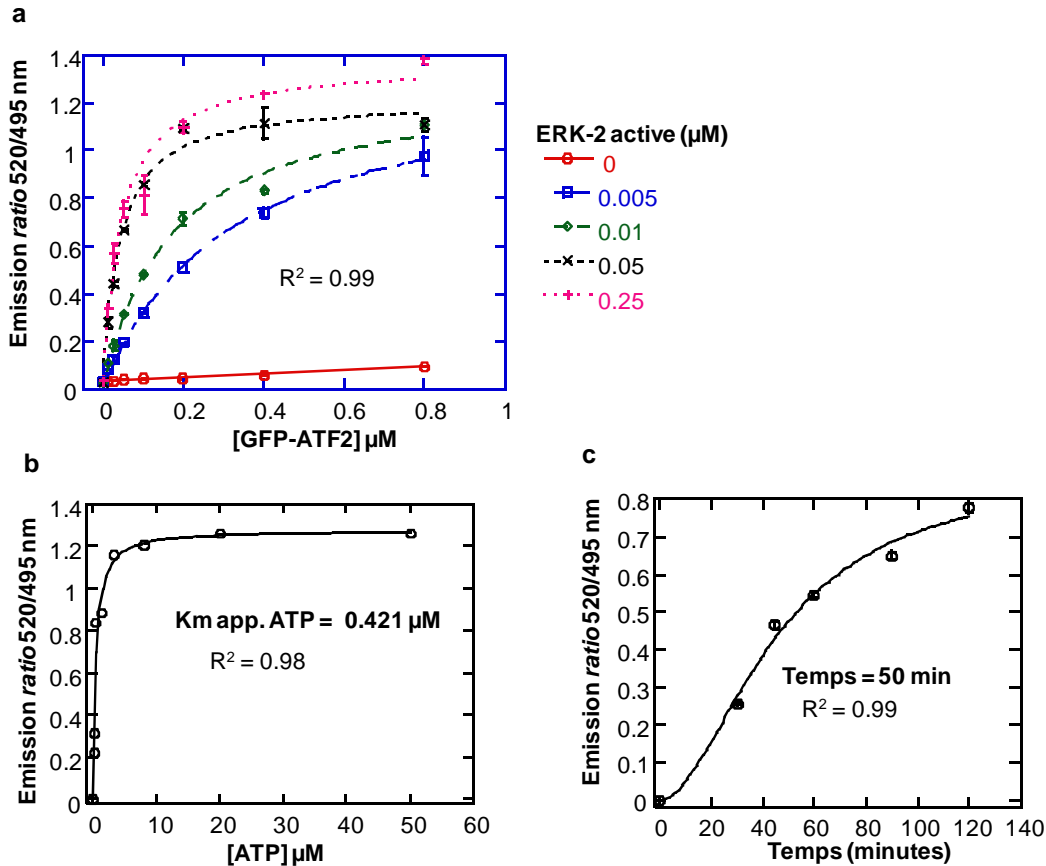 a
Emission ratio 520/495 nm
1.4
1.2
1
0.8
0.6
0.4
0.2
0
R² = 0.99
0 0.2 0.4 0.6 0.8 1
[GFP-ATF2] µM
ERK-2 active (µM)
0
0.005
0.01
0.05
0.25
b
Emission ratio 520/495 nm
1.4
1.2
1
0.8
0.6
0.4
0.2
0
Km app. ATP = 0.421 µM
R² = 0.98
0 10 20 30 40 50 60
[ATP] µM
c
Emission ratio 520/495 nm
0.8
0.7
0.6
0.5
0.4
0.3
0.2
0.1
0
Temps = 50 min
R² = 0.99
0 20 40 60 80 100 120 140
Temps (minutes)